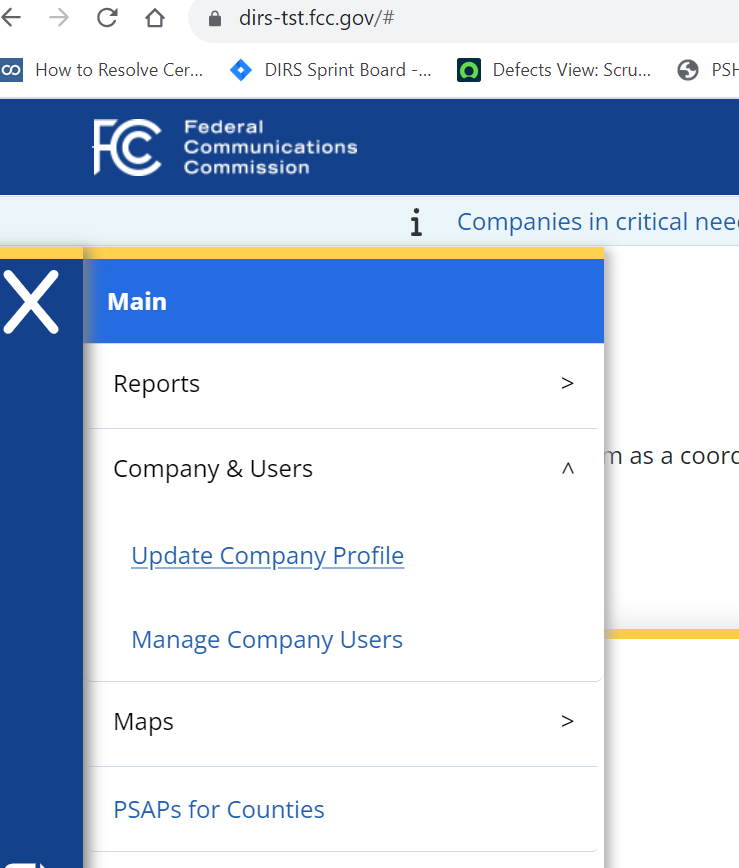 dirs-tst.fcc.gov/#
How to Resolve Cer... DIRS Sprint Board -... Defects View: Scru... PSH
FCC Federal
Communications
Commission
i Companies in critical nee
X Main
Reports >
Company & Users ^
m as a coord
Update Company Profile
Manage Company Users
Maps >
PSAPs for Counties